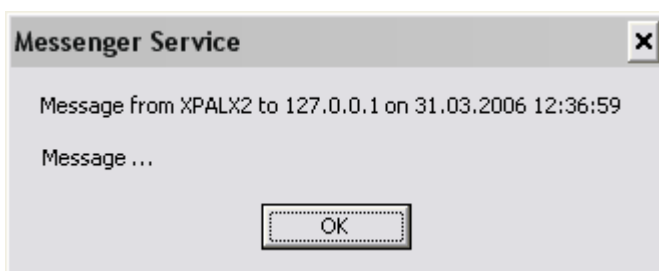 Messenger Service
Message from XPALX2 to 127.0.0.1 on 31.03.2006 12:36:59
Message ...
OK